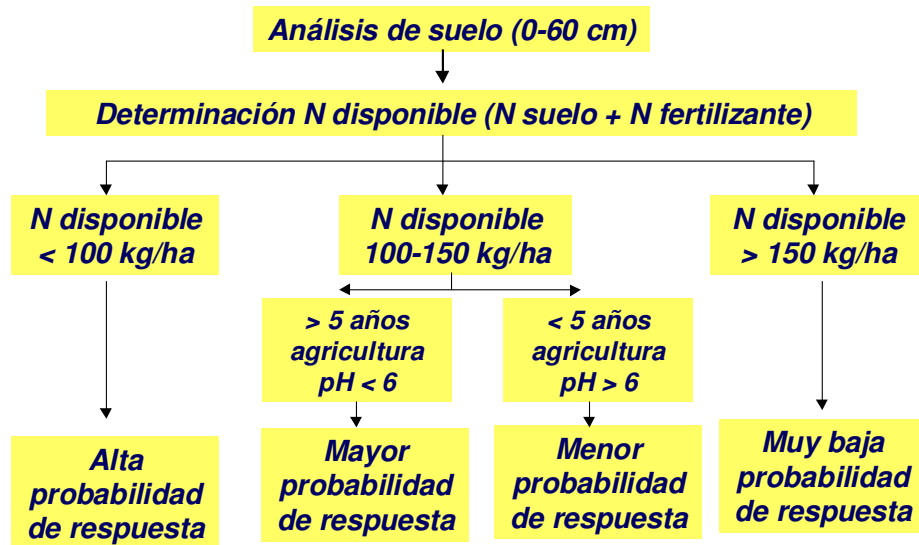 Análisis de suelo (0-60 cm)
Determinación N disponible (N suelo + N fertilizante)
N disponible
< 100 kg/ha
N disponible
100-150 kg/ha
N disponible
> 150 kg/ha
> 5 años
agricultura
pH < 6
< 5 años
agricultura
pH > 6
Alta
probabilidad
de respuesta
Mayor
probabilidad
de respuesta
Menor
probabilidad
de respuesta
Muy baja
probabilidad
de respuesta